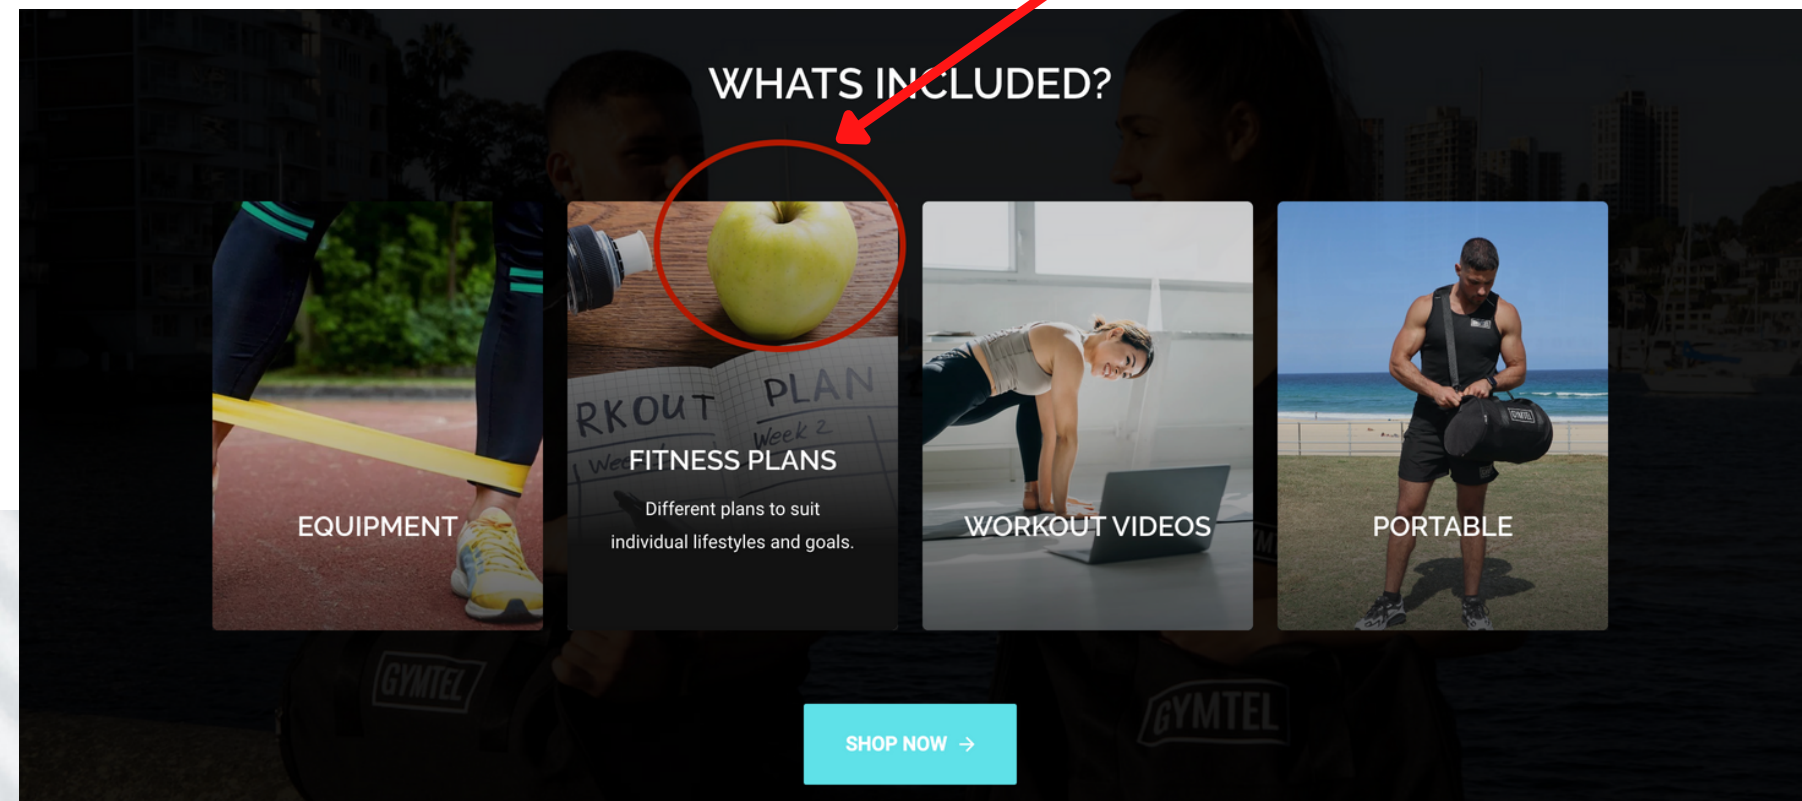 WHATS INCLUDED?
EQUIPMENT
RKOUT PLAN
Week 2
FITNESS PLANS
Different plans to suit
individual lifestyles and goals.
WORKOUT VIDEOS
GYMTEL
PORTABLE
GYMTEL
GYMTEL
SHOP NOW →